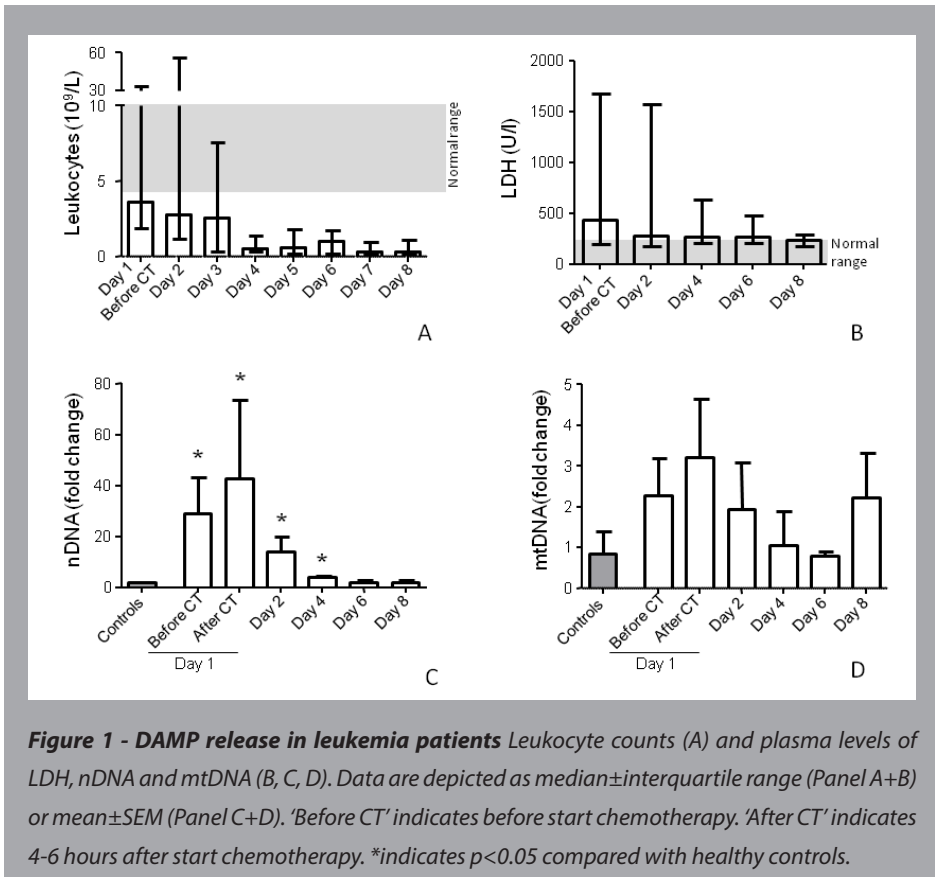 60
30
10
5
0
Leukocytes (10⁹/L)
Normal range
Day 1
Before CT
Day 2
Day 3
Day 4
Day 5
Day 6
Day 7
Day 8
A
2000
1500
1000
500
0
LDH (U/l)
Normal
range
Day 1
Before CT
Day 2
Day 4
Day 6
Day 8
B
80
60
40
20
0
nDNA (fold change)
*
*
*
*
Controls
Before CT
After CT
Day 2
Day 4
Day 6
Day 8
Day 1
C
5
4
3
2
1
0
mtDNA(fold change)
Controls
Before CT
After CT
Day 2
Day 4
Day 6
Day 8
Day 1
D
Figure 1 - DAMP release in leukemia patients Leukocyte counts (A) and plasma levels of
LDH, nDNA and mtDNA (B, C, D). Data are depicted as median±interquartile range (Panel A+B)
or mean±SEM (Panel C+D). ‘Before CT’ indicates before start chemotherapy. ‘After CT’ indicates
4-6 hours after start chemotherapy. *indicates p<0.05 compared with healthy controls.